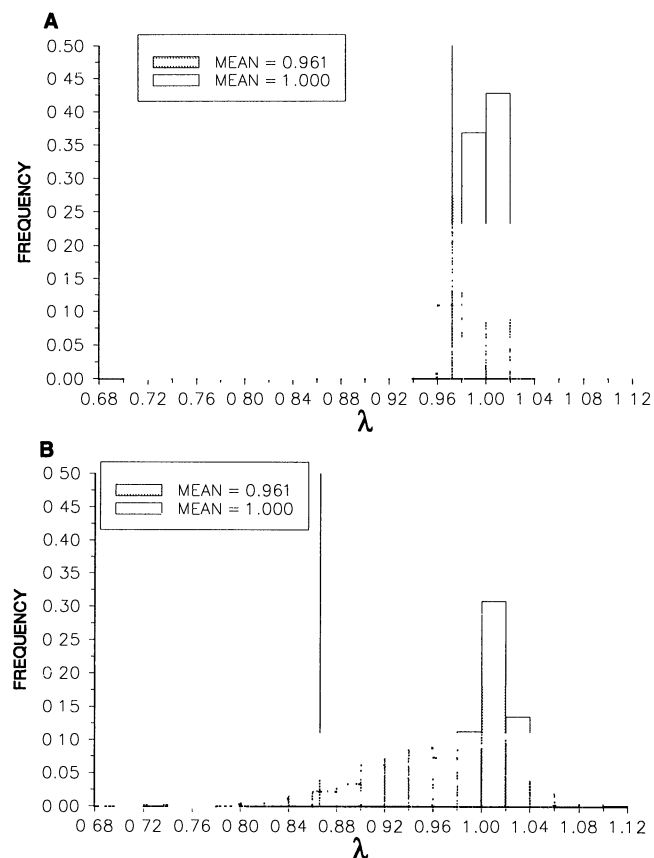 A
MEAN = 0.961
MEAN = 1.000
FREQUENCY
0 50
0 45
0 40
0.35
0.30
0.25
0 20
0 15
0 10
0.05
0.00
0.68 0.72 0.76 0 80 0 84 0 88 0 92 0.96 1.00 1 04 1 08 1 12
λ
B
MEAN = 0.961
MEAN = 1.000
FREQUENCY
0 50
0 45
0 40
0 35
0 30
0 25
0 20
0 15
0 10
0 05
0 00
0 68 0 72 0 76 0 80 0 84 0 88 0 92 0 96 1.00 1.04 1.08 1.12
λ